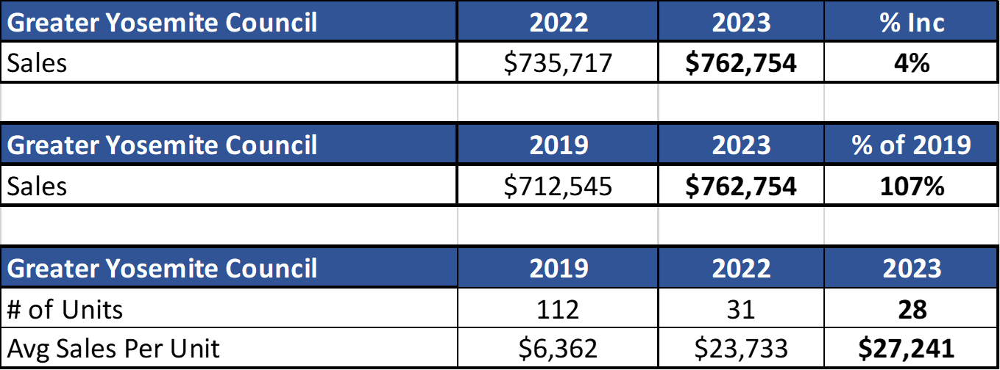 Greater Yosemite Council 2022 2023 % Inc
Sales $735,717 $762,754 4%
Greater Yosemite Council 2019 2023 % of 2019
Sales $712,545 $762,754 107%
Greater Yosemite Council 2019 2022 2023
# of Units 112 31 28
Avg Sales Per Unit $6,362 $23,733 $27,241